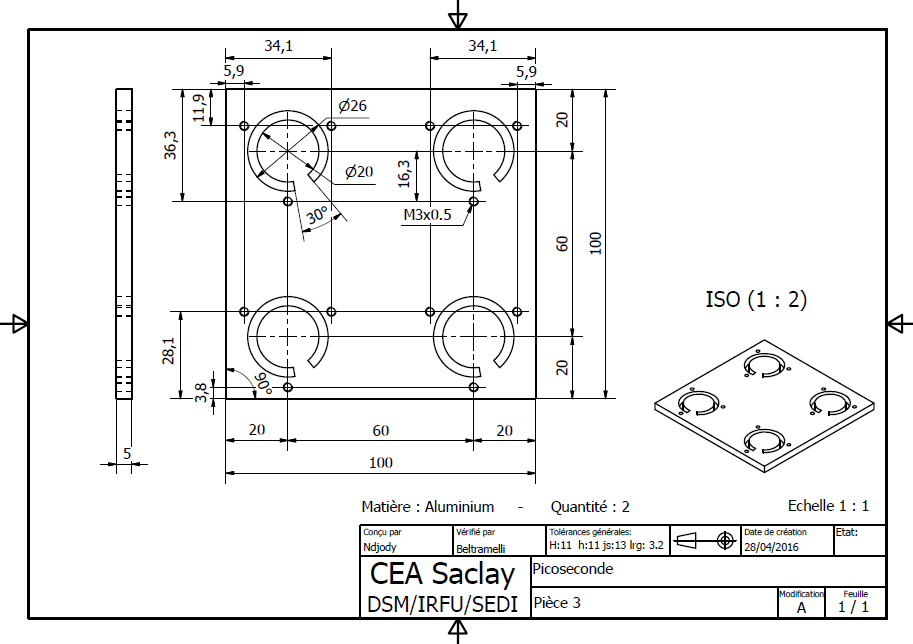 34,1
34,1
5,9
5,9
11,9
36,3
Ø26
Ø20
16,3
30°
M3x0.5
20
60
100
20
28,1
3,8
90°
20
60
20
100
5
ISO (1 : 2)
Matière : Aluminium - Quantité : 2
Echelle 1 : 1
Conçu par
Ndjody
Vérifié par
Beltramelli
Tolérances générales:
H:11 h:11 js:13 lrg: 3.2
Date de création
28/04/2016
Etat:
CEA Saclay
DSM/IRFU/SEDI
Picoseconde
Pièce 3
Modification
A
Feuille
1 / 1